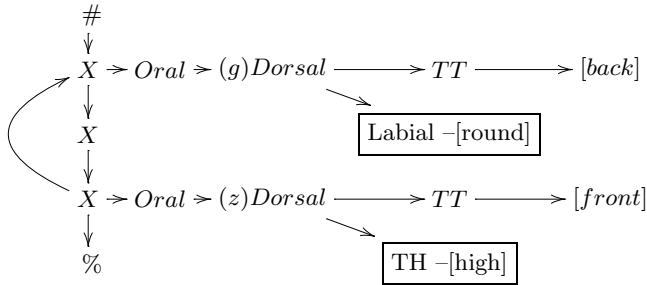 #
X Oral (g)Dorsal TT [back]
Labial –[round]
X
X Oral (z)Dorsal TT [front]
TH –[high]
%